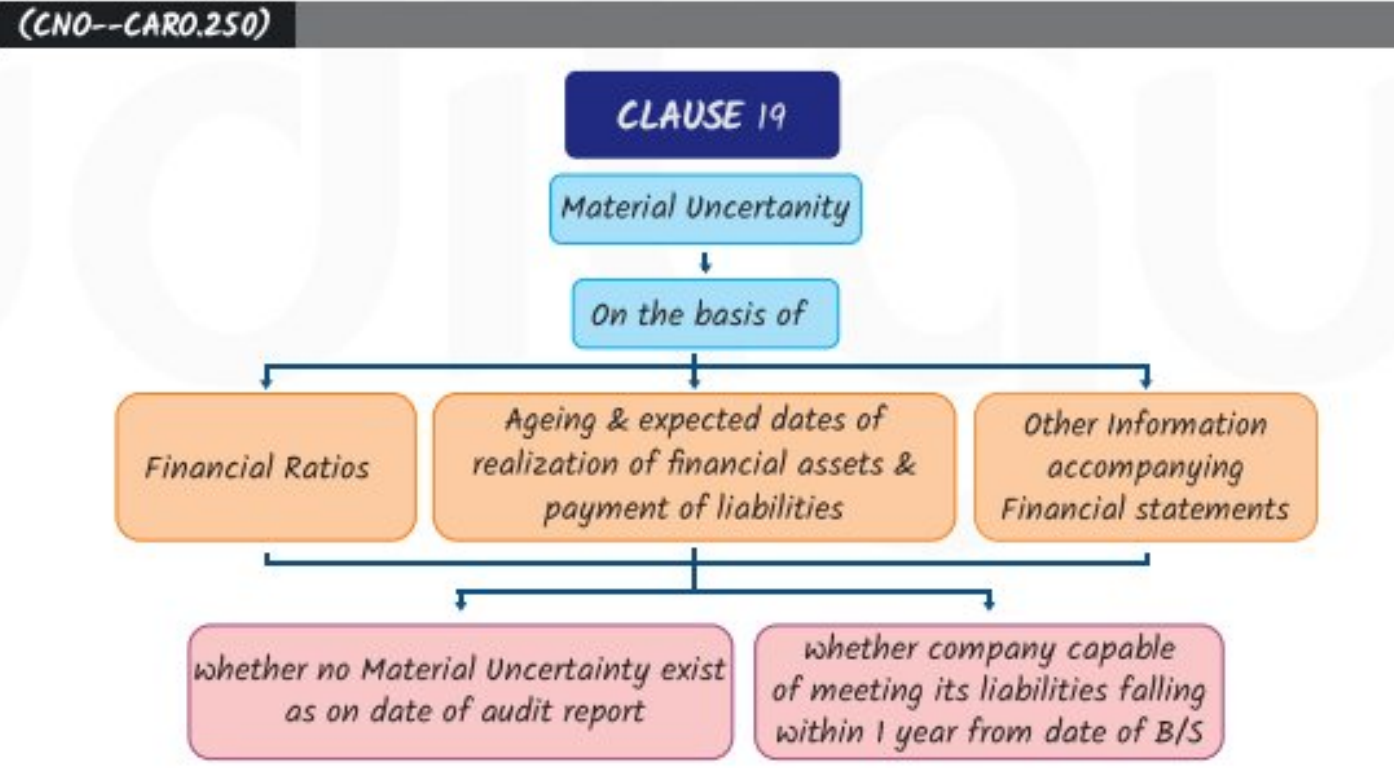 (CNO--CARO.250)
CLAUSE 19
Material Uncertanity
On the basis of
Financial Ratios
Ageing & expected dates of
realization of financial assets &
payment of liabilities
Other Information
accompanying
Financial statements
whether no Material Uncertainty exist
as on date of audit report
whether company capable
of meeting its liabilities falling
within 1 year from date of B/S